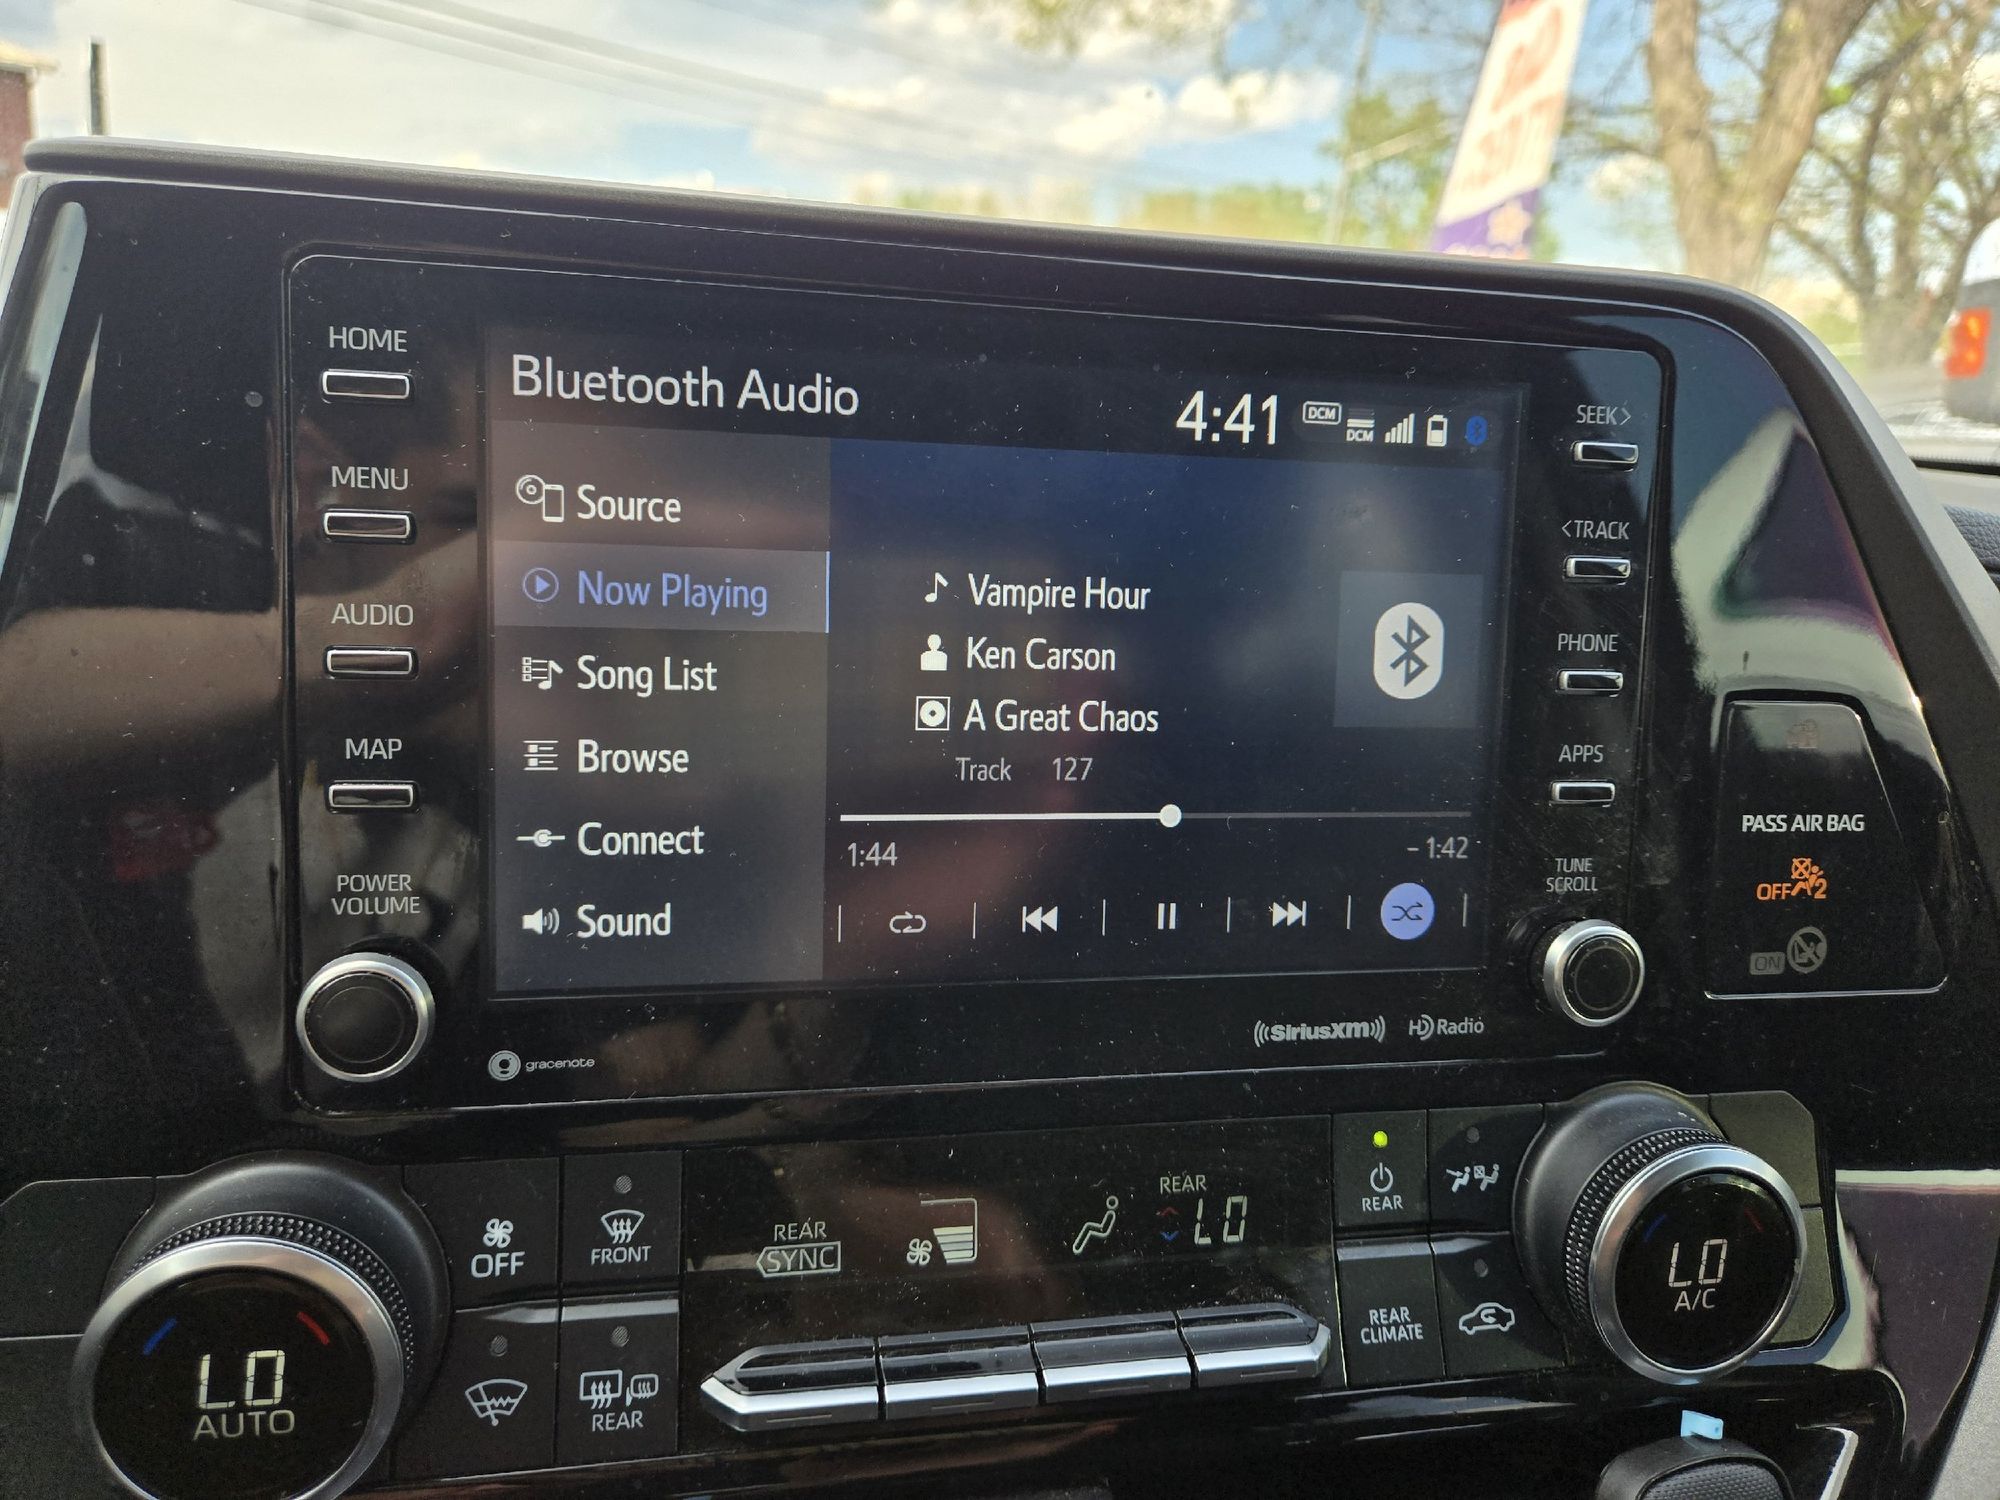 HOME
MENU
AUDIO
MAP
POWER
VOLUME
Bluetooth Audio
4:41
DCM
DCM
Source
Now Playing
Song List
Browse
Connect
Sound
Vampire Hour
Ken Carson
A Great Chaos
Track 127
1:44
- 1:42
SEEK >
< TRACK
PHONE
APPS
TUNE
SCROLL
PASS AIR BAG
OFF 2
ON
gracenote
((SiriusXM))
HD Radio
LO
AUTO
OFF
FRONT
REAR
REAR
SYNC
REAR
LO
REAR
REAR
CLIMATE
LO
A/C